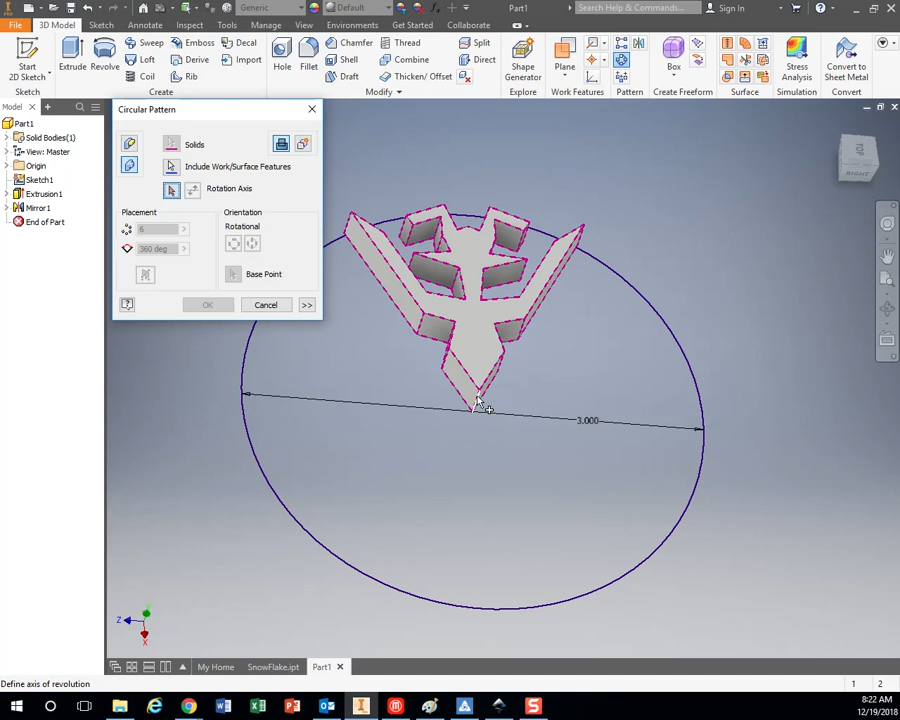 Generic
Default
Part1
Search Help & Commands...
Sign In
File
3D Model
Sketch
Annotate
Inspect
Tools
Manage
View
Environments
Get Started
Collaborate
Start
2D Sketch
Extrude
Revolve
Sweep
Emboss
Decal
Loft
Derive
Import
Coil
Rib
Hole
Fillet
Chamfer
Thread
Split
Shell
Combine
Direct
Draft
Thicken/ Offset
Shape
Generator
Plane
Box
Stress
Analysis
Convert to
Sheet Metal
Sketch
Create
Modify
Explore
Work Features
Pattern
Create Freeform
Surface
Simulation
Convert
Model
Part1
Solid Bodies(1)
View: Master
Origin
Sketch1
Extrusion1
Mirror1
End of Part
Circular Pattern
Solids
Include Work/Surface Features
Rotation Axis
Placement
Orientation
6
Rotational
360 deg
Base Point
OK
Cancel
>>
TOP
RIGHT
3.000
Z
X
My Home
SnowFlake.ipt
Part1
Define axis of revolution
1
2
8:22 AM
12/19/2018